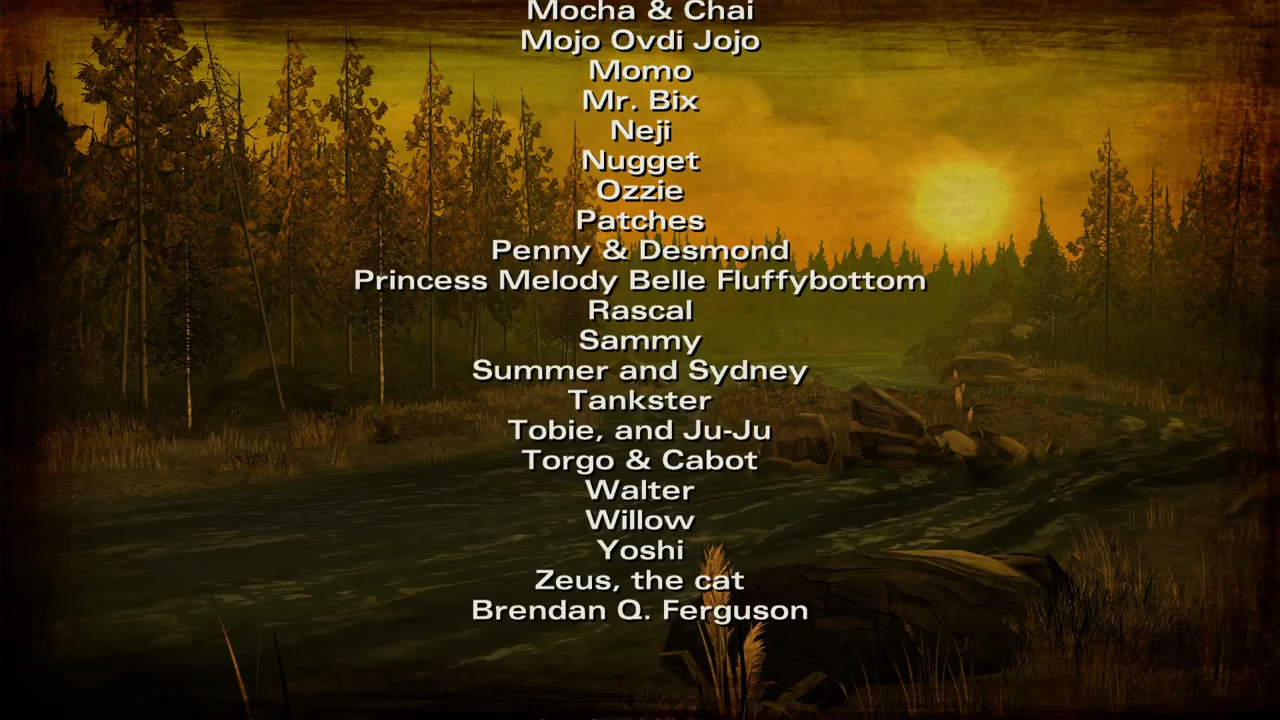 Mocha & Chai
Mojo Ovdi Jojo
Momo
Mr. Bix
Neji
Nugget
Ozzie
Patches
Penny & Desmond
Princess Melody Belle Fluffybottom
Rascal
Sammy
Summer and Sydney
Tankster
Tobie, and Ju-Ju
Torgo & Cabot
Walter
Willow
Yoshi
Zeus, the cat
Brendan Q. Ferguson